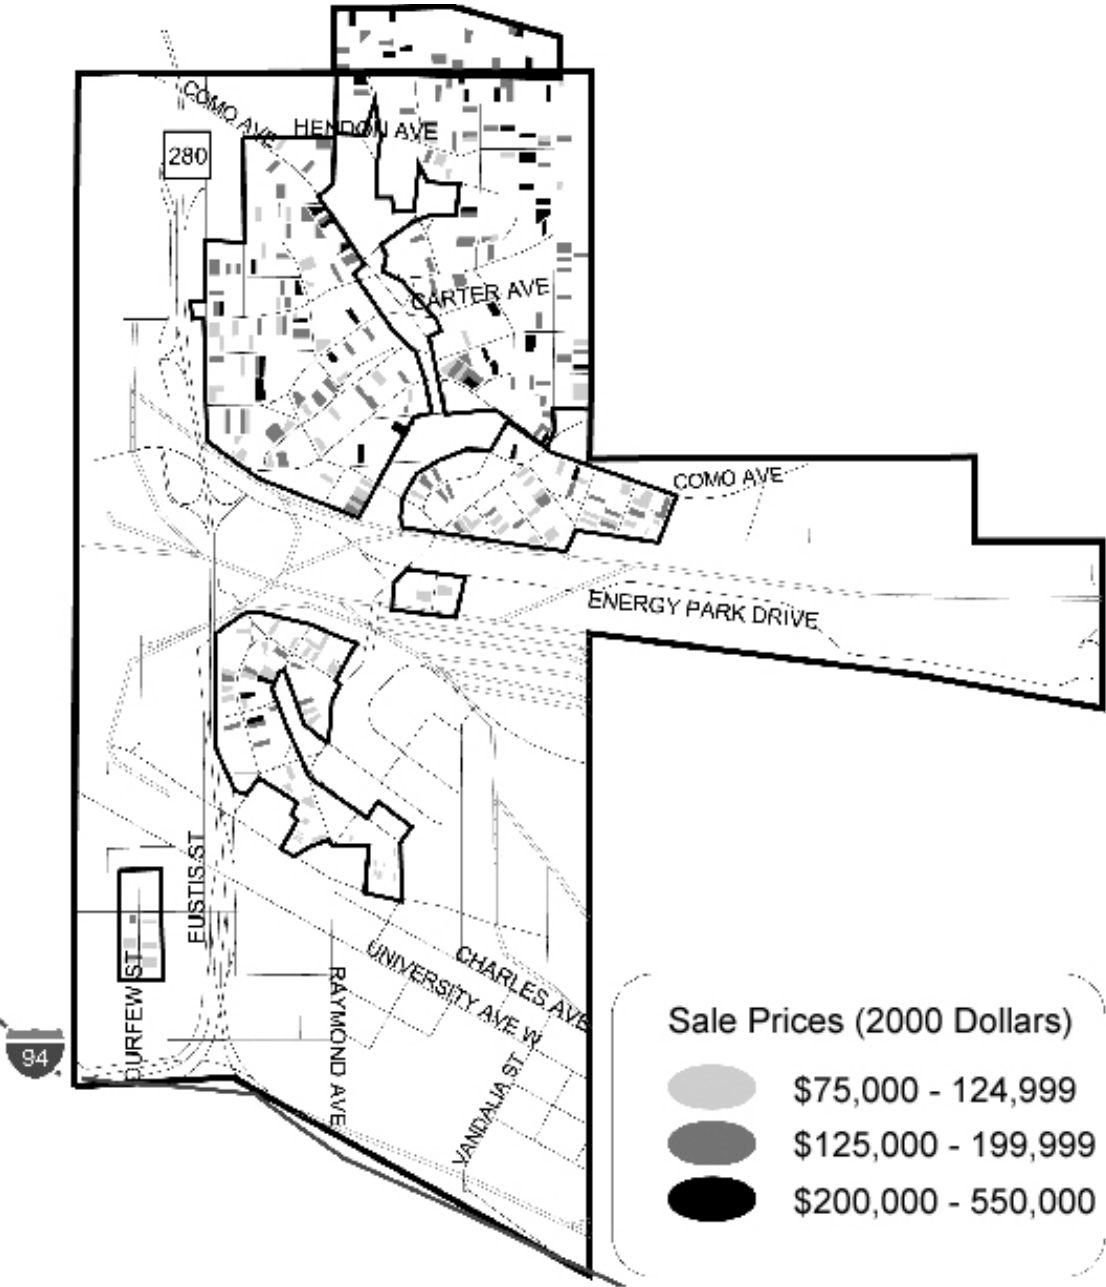 COMO AVE
HENDON AVE
280
CARTER AVE
COMO AVE
ENERGY PARK DRIVE
EUSTIS ST
DURFEW ST
RAYMOND AVE
UNIVERSITY AVE W
CHARLES AVE
VANDALIA ST
94
Sale Prices (2000 Dollars)
$75,000 - 124,999
$125,000 - 199,999
$200,000 - 550,000